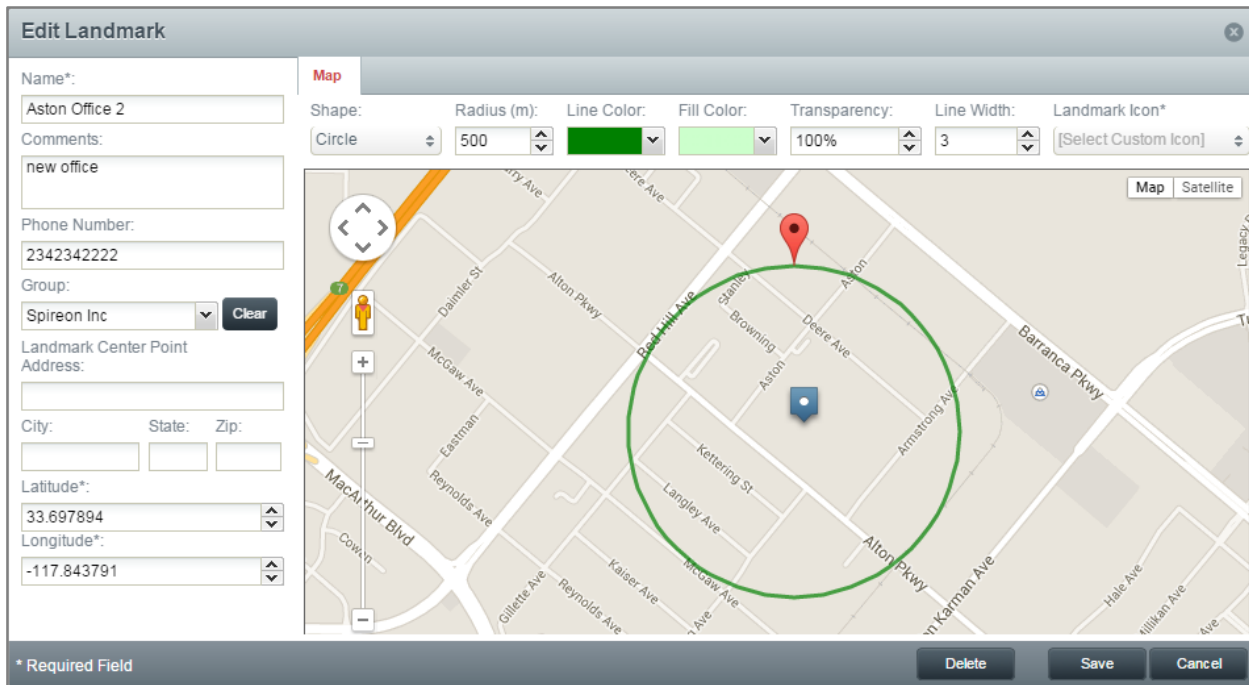 Edit Landmark
Name*:
Aston Office 2
Comments:
new office
Phone Number:
2342342222
Group:
Spireon Inc
Clear
Landmark Center Point
Address:
City: State: Zip:
Latitude*:
33.697894
Longitude*:
-117.843791
Map
Shape: Radius (m): Line Color: Fill Color: Transparency: Line Width: Landmark Icon*
Circle 500 100% 3 [Select Custom Icon]
Map Satellite
Deere Ave
Legacy
7
Daimler St
Alton Pkwy
Red Hill Ave
Stanley
Aston
Browning
Deere Ave
Barranca Pkwy
McGaw Ave
Aston
Armstrong Ave
Eastman
Kettering St
MacArthur Blvd
Reynolds Ave
Langley Ave
Cowan
Alton Pkwy
McGaw Ave
Kaiser Ave
Gillette Ave
Reynolds Ave
Karman Ave
Hale Ave
Millikan Ave
Ave
Ave
* Required Field
Delete Save Cancel